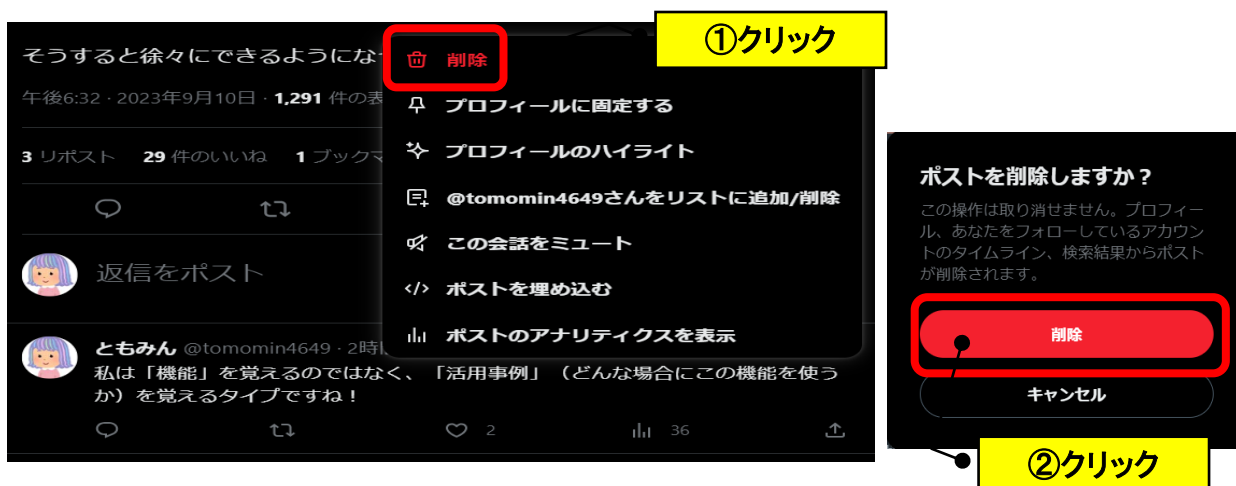 ①クリック
そうすると徐々にできるようにな
削除
午後6:32 · 2023年9月10日 · 1,291 件の表
プロフィールに固定する
3 リポスト 29 件のいいね 1 ブックマ
プロフィールのハイライト
@tomomin4649さんをリストに追加/削除
この会話をミュート
返信をポスト
ポストを埋め込む
ポストのアナリティクスを表示
ともみん @tomomin4649 · 2時
私は「機能」を覚えるのではなく、「活用事例」（どんな場合にこの機能を使う
か）を覚えるタイプですね！
2 36
ポストを削除しますか？
この操作は取り消せません。プロフィー
ル、あなたをフォローしているアカウン
トのタイムライン、検索結果からポスト
が削除されます。
削除
キャンセル
②クリック